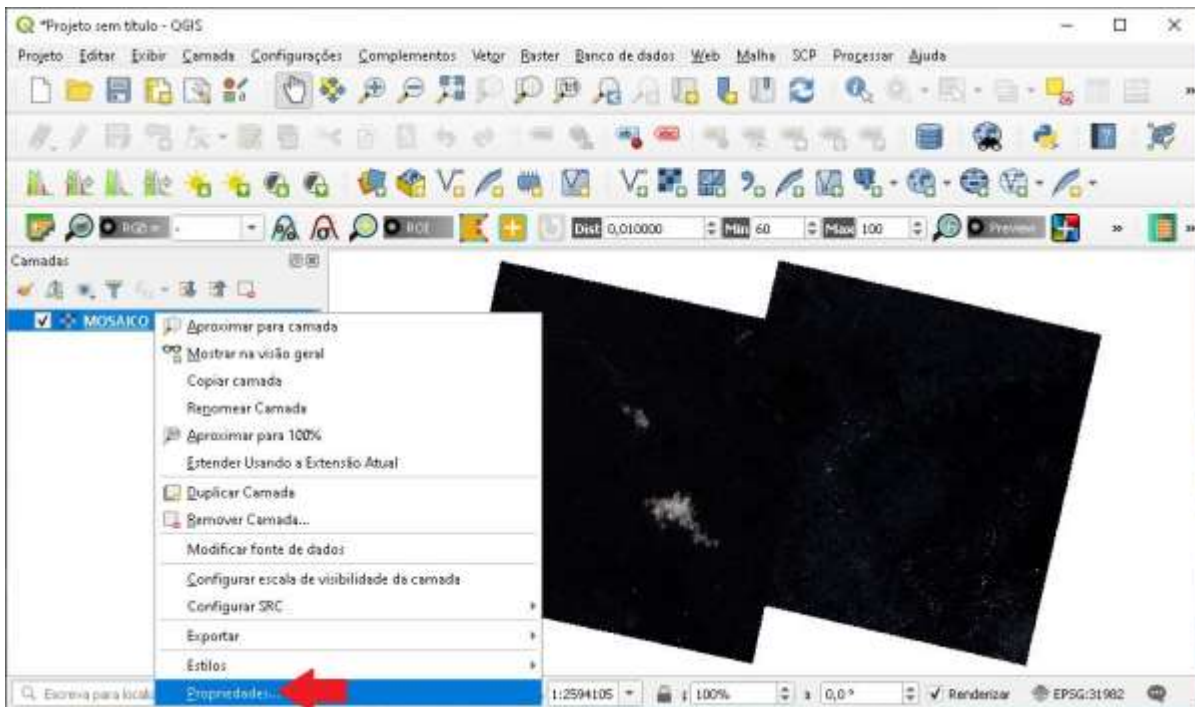 *Projeto sem título - QGIS
Projeto Editar Exibir Camada Configurações Complementos Vetor Raster Banco de dados Web Malha SCP Processar Ajuda
RGB = - Dist 0,010000 Min 60 Max 100 Preview
Camadas
MOSAICO
Aproximar para camada
Mostrar na visão geral
Copiar camada
Renomear Camada
Aproximar para 100%
Estender Usando a Extensão Atual
Duplicar Camada
Remover Camada...
Modificar fonte de dados
Configurar escala de visibilidade da camada
Configurar SRC
Exportar
Estilos
Propriedades...
Escreva para 1:2594105 100% 0,0 ° Renderizar EPSG:31982